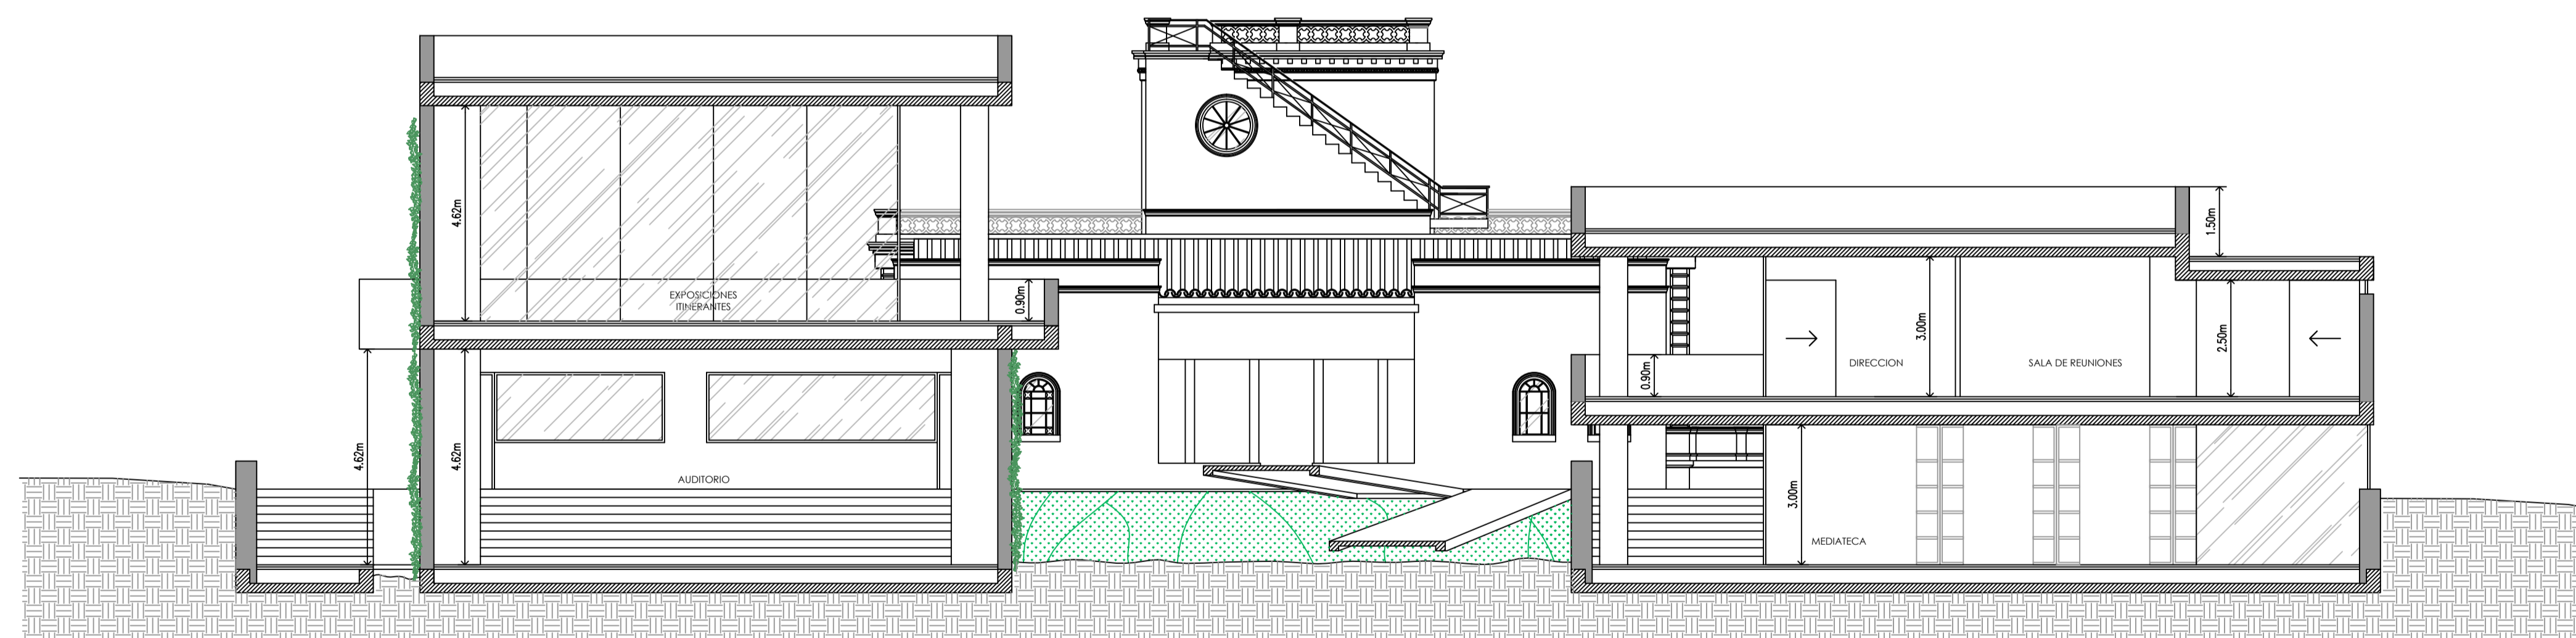 4.62m
EXPOSICIONES
ITINERANTES
0.90m
4.62m
4.62m
AUDITORIO
1.50m
3.00m
2.50m
0.90m
DIRECCION
SALA DE REUNIONES
3.00m
MEDIATECA